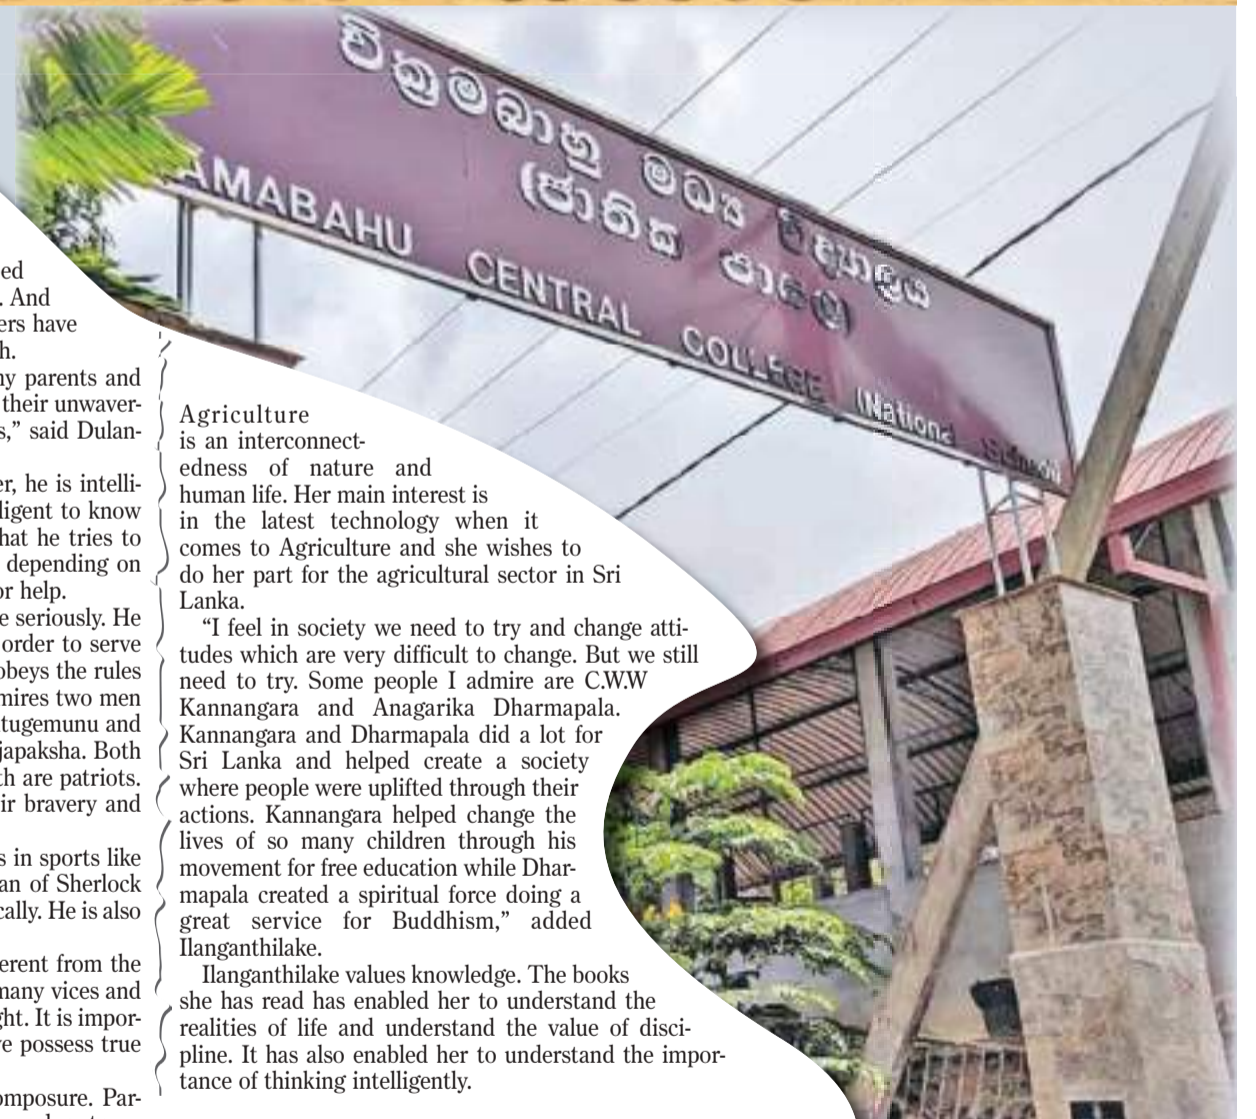 වික්‍රමබාහු මධ්‍ය විද්‍යාලය
(ජාතික පාසල)
AMABAHU CENTRAL COLLEGE (National School)
ed
. And
ers have
h.
ny parents and
their unwaver-
s,” said Dulan-
er, he is intelli-
ligent to know
hat he tries to
depending on
or help.
e seriously. He
order to serve
obeys the rules
mires two men
tugemunu and
japaksha. Both
th are patriots.
ir bravery and
s in sports like
an of Sherlock
cally. He is also
erent from the
many vices and
ght. It is impor-
e possess true
omposure. Par-
Agriculture
is an interconnect-
edness of nature and
human life. Her main interest is
in the latest technology when it
comes to Agriculture and she wishes to
do her part for the agricultural sector in Sri
Lanka.
“I feel in society we need to try and change atti-
tudes which are very difficult to change. But we still
need to try. Some people I admire are C.W.W
Kannangara and Anagarika Dharmapala.
Kannangara and Dharmapala did a lot for
Sri Lanka and helped create a society
where people were uplifted through their
actions. Kannangara helped change the
lives of so many children through his
movement for free education while Dhar-
mapala created a spiritual force doing a
great service for Buddhism,” added
Ilanganthilake.
Ilanganthilake values knowledge. The books
she has read has enabled her to understand the
realities of life and understand the value of disci-
pline. It has also enabled her to understand the impor-
tance of thinking intelligently.